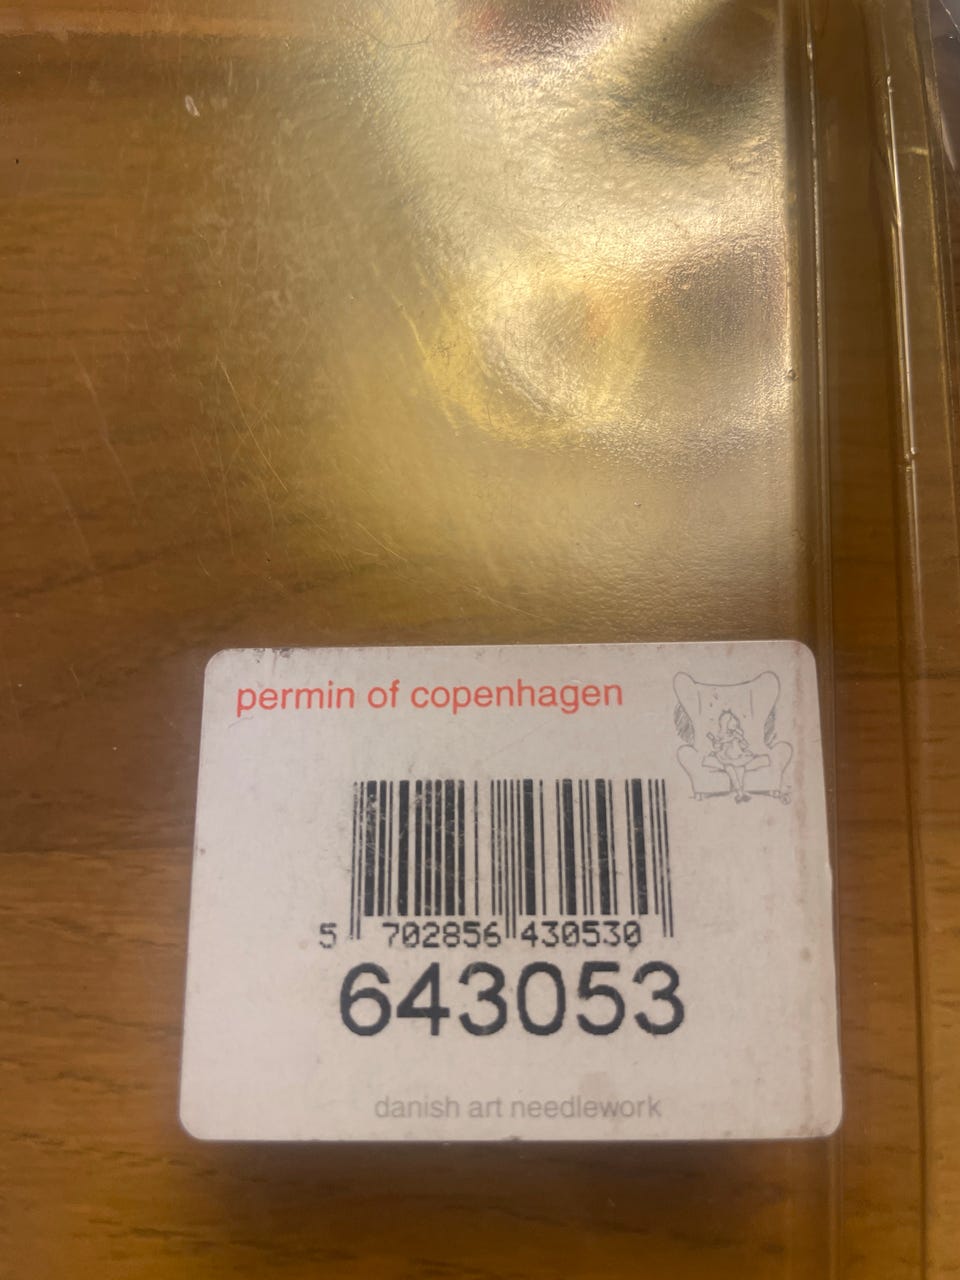 permin of copenhagen
5 702856 430530
643053
danish art needlework